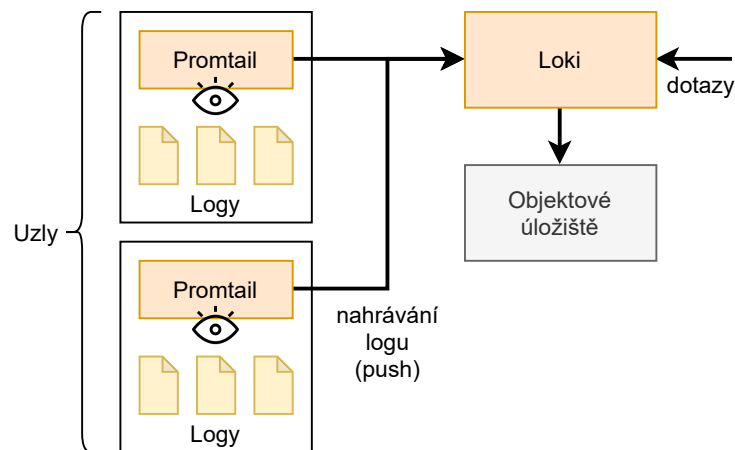 Promtail
Logy
Uzly
Promtail
Logy
nahrávání
logu
(push)
Loki
dotazy
Objektové
úložiště